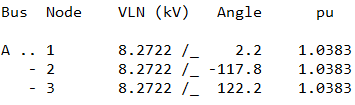 Bus  Node     VLN (kV)   Angle      pu
A .. 1      8.2722 /_    2.2    1.0383
   - 2      8.2722 /_ -117.8    1.0383
   - 3      8.2722 /_  122.2    1.0383